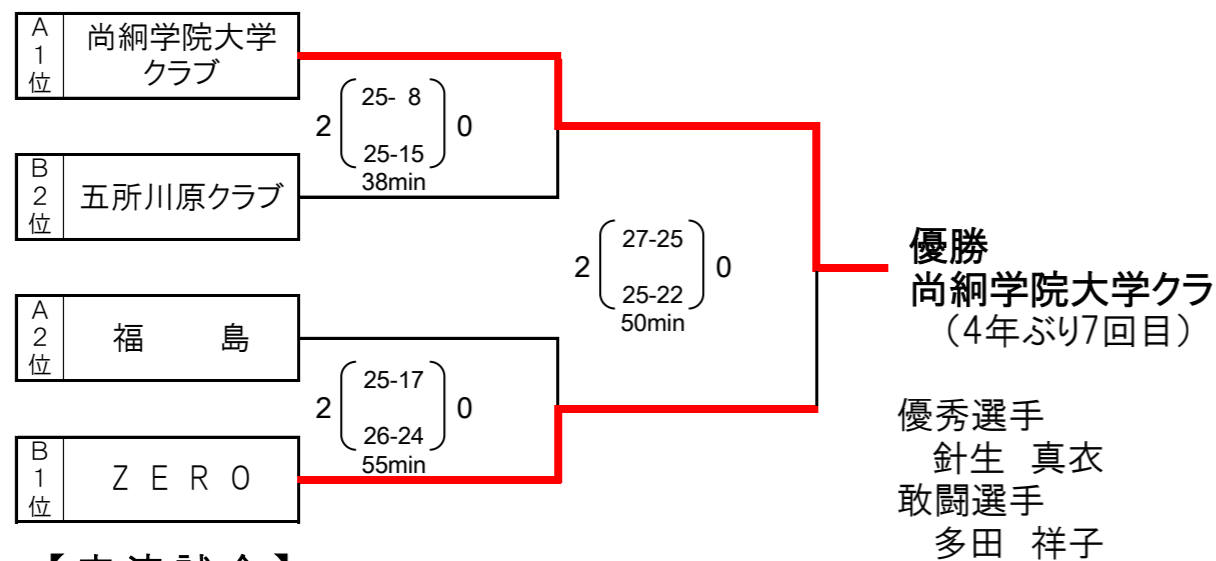 A1位 尚絅学院大学
クラブ
2 25- 8 0
25-15
38min
B2位 五所川原クラブ
2 27-25 0
25-22
50min
優勝
尚絅学院大学クラ
（4年ぶり7回目）
A2位 福 島
2 25-17 0
26-24
55min
B1位 ＺＥＲＯ
優秀選手
針生 真衣
敢闘選手
多田 祥子